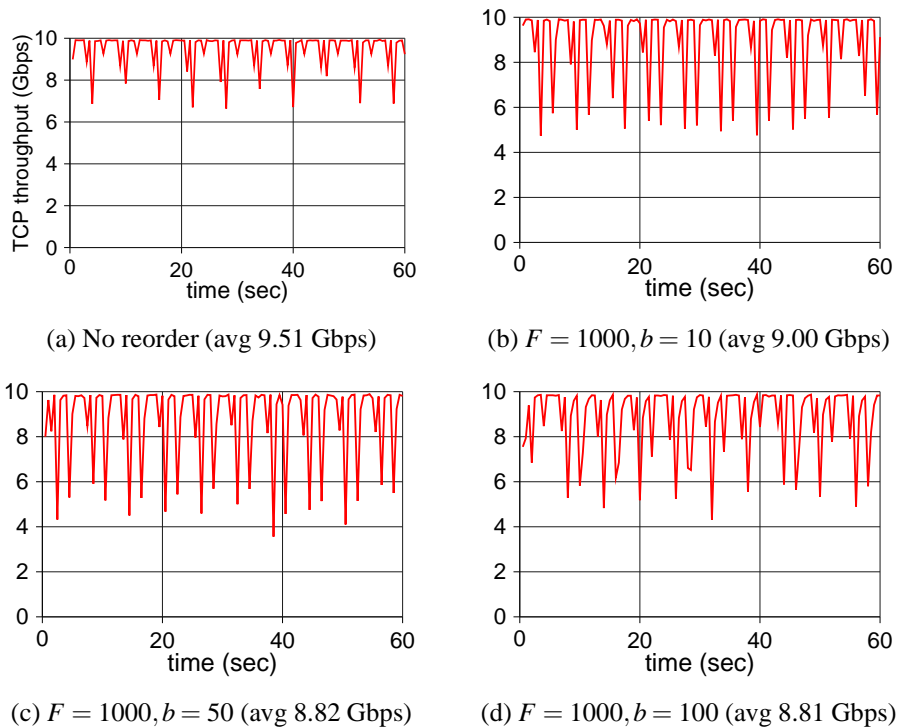 TCP throughput (Gbps)
10
8
6
4
2
0
0 20 40 60
time (sec)
(a) No reorder (avg 9.51 Gbps)
10
8
6
4
2
0
0 20 40 60
time (sec)
(b) F = 1000, b = 10 (avg 9.00 Gbps)
10
8
6
4
2
0
0 20 40 60
time (sec)
(c) F = 1000, b = 50 (avg 8.82 Gbps)
10
8
6
4
2
0
0 20 40 60
time (sec)
(d) F = 1000, b = 100 (avg 8.81 Gbps)